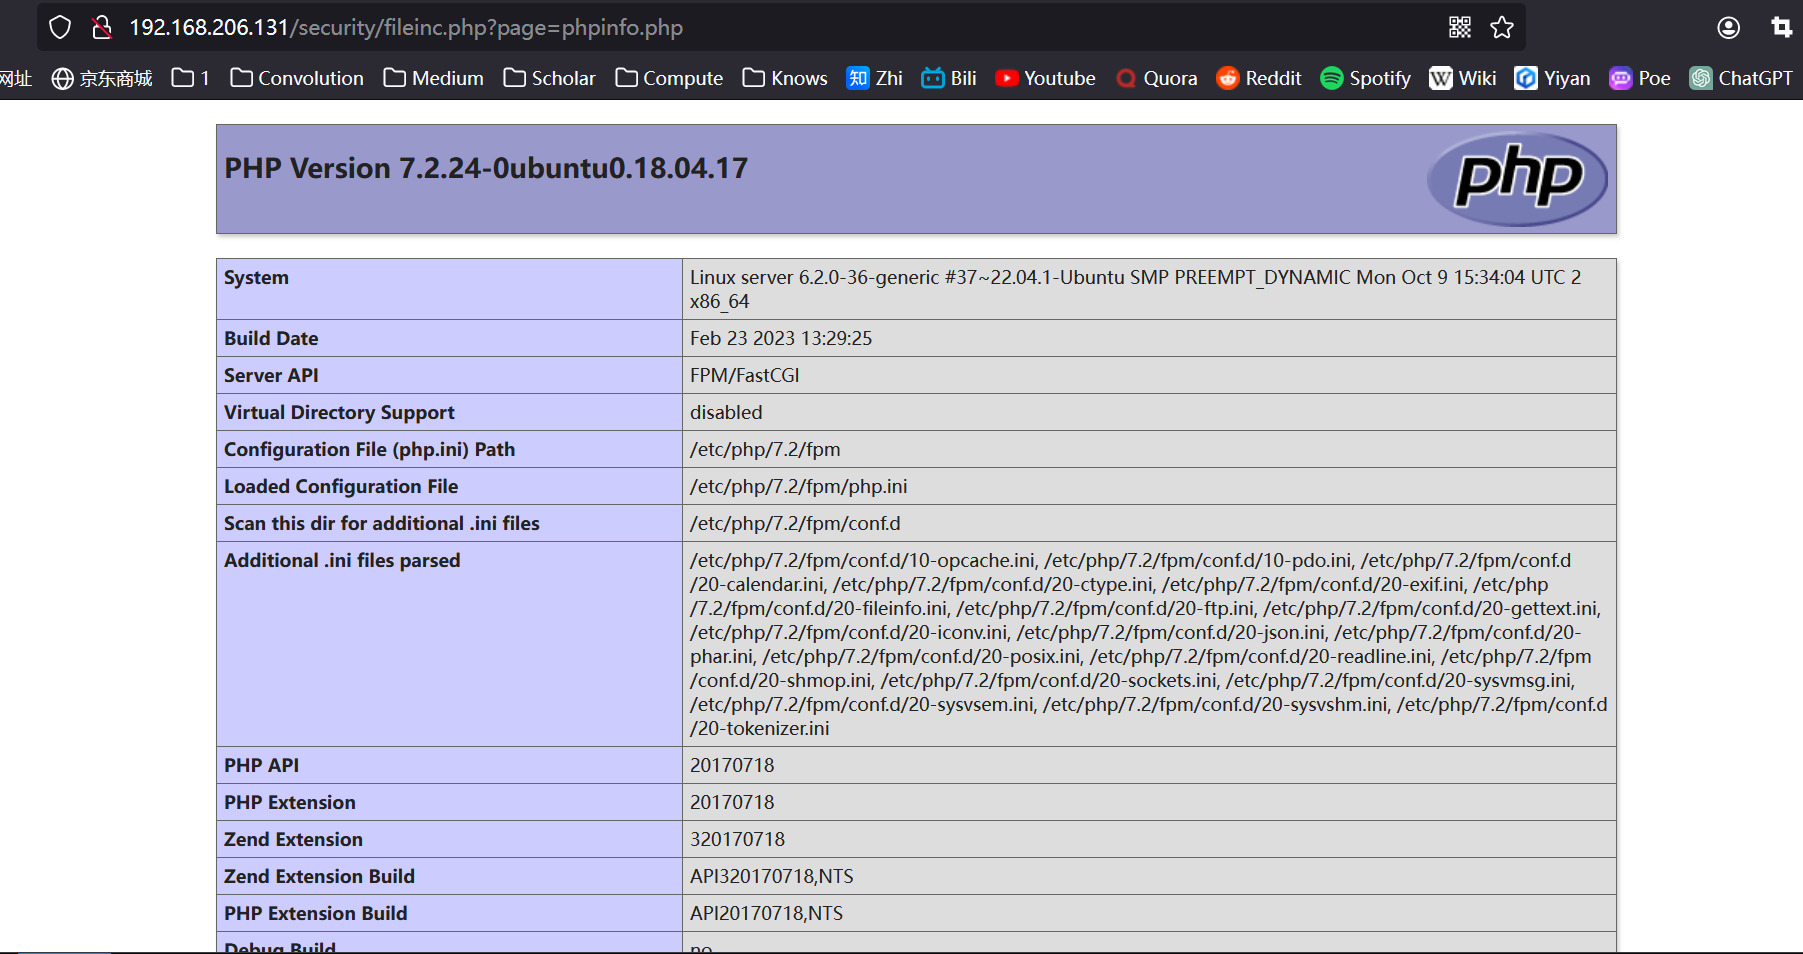 192.168.206.131/security/fileinc.php?page=phpinfo.php
网址 京东商城 1 Convolution Medium Scholar Compute Knows 知 Zhi Bili Youtube Quora Reddit Spotify W Wiki Yiyan Poe ChatGPT
PHP Version 7.2.24-0ubuntu0.18.04.17
php
System Linux server 6.2.0-36-generic #37~22.04.1-Ubuntu SMP PREEMPT_DYNAMIC Mon Oct 9 15:34:04 UTC 2
x86_64
Build Date Feb 23 2023 13:29:25
Server API FPM/FastCGI
Virtual Directory Support disabled
Configuration File (php.ini) Path /etc/php/7.2/fpm
Loaded Configuration File /etc/php/7.2/fpm/php.ini
Scan this dir for additional .ini files /etc/php/7.2/fpm/conf.d
Additional .ini files parsed /etc/php/7.2/fpm/conf.d/10-opcache.ini, /etc/php/7.2/fpm/conf.d/10-pdo.ini, /etc/php/7.2/fpm/conf.d
/20-calendar.ini, /etc/php/7.2/fpm/conf.d/20-ctype.ini, /etc/php/7.2/fpm/conf.d/20-exif.ini, /etc/php
/7.2/fpm/conf.d/20-fileinfo.ini, /etc/php/7.2/fpm/conf.d/20-ftp.ini, /etc/php/7.2/fpm/conf.d/20-gettext.ini,
/etc/php/7.2/fpm/conf.d/20-iconv.ini, /etc/php/7.2/fpm/conf.d/20-json.ini, /etc/php/7.2/fpm/conf.d/20-
phar.ini, /etc/php/7.2/fpm/conf.d/20-posix.ini, /etc/php/7.2/fpm/conf.d/20-readline.ini, /etc/php/7.2/fpm
/conf.d/20-shmop.ini, /etc/php/7.2/fpm/conf.d/20-sockets.ini, /etc/php/7.2/fpm/conf.d/20-sysvmsg.ini,
/etc/php/7.2/fpm/conf.d/20-sysvsem.ini, /etc/php/7.2/fpm/conf.d/20-sysvshm.ini, /etc/php/7.2/fpm/conf.d
/20-tokenizer.ini
PHP API 20170718
PHP Extension 20170718
Zend Extension 320170718
Zend Extension Build API320170718,NTS
PHP Extension Build API20170718,NTS
Debug Build no